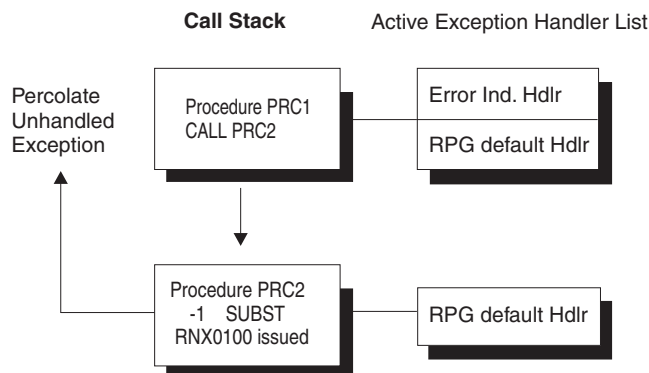 Call Stack
Active Exception Handler List
Percolate
Unhandled
Exception
Procedure PRC1
CALL PRC2
Error Ind. Hdlr
RPG default Hdlr
Procedure PRC2
-1 SUBST
RNX0100 issued
RPG default Hdlr